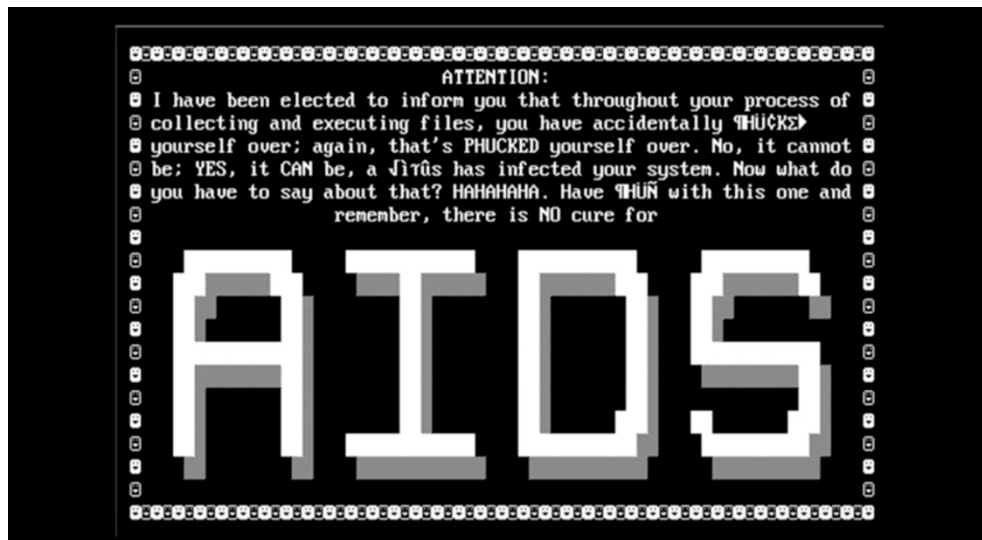 ATTENTION:
I have been elected to inform you that throughout your process of
collecting and executing files, you have accidentally ¶HÜ¢KΣ►
yourself over; again, that's PHUCKED yourself over. No, it cannot
be; YES, it CAN be, a √ìτûs has infected your system. Now what do
you have to say about that? HAHAHAHA. Have ¶HÜÑ with this one and
remember, there is NO cure for
AIDS